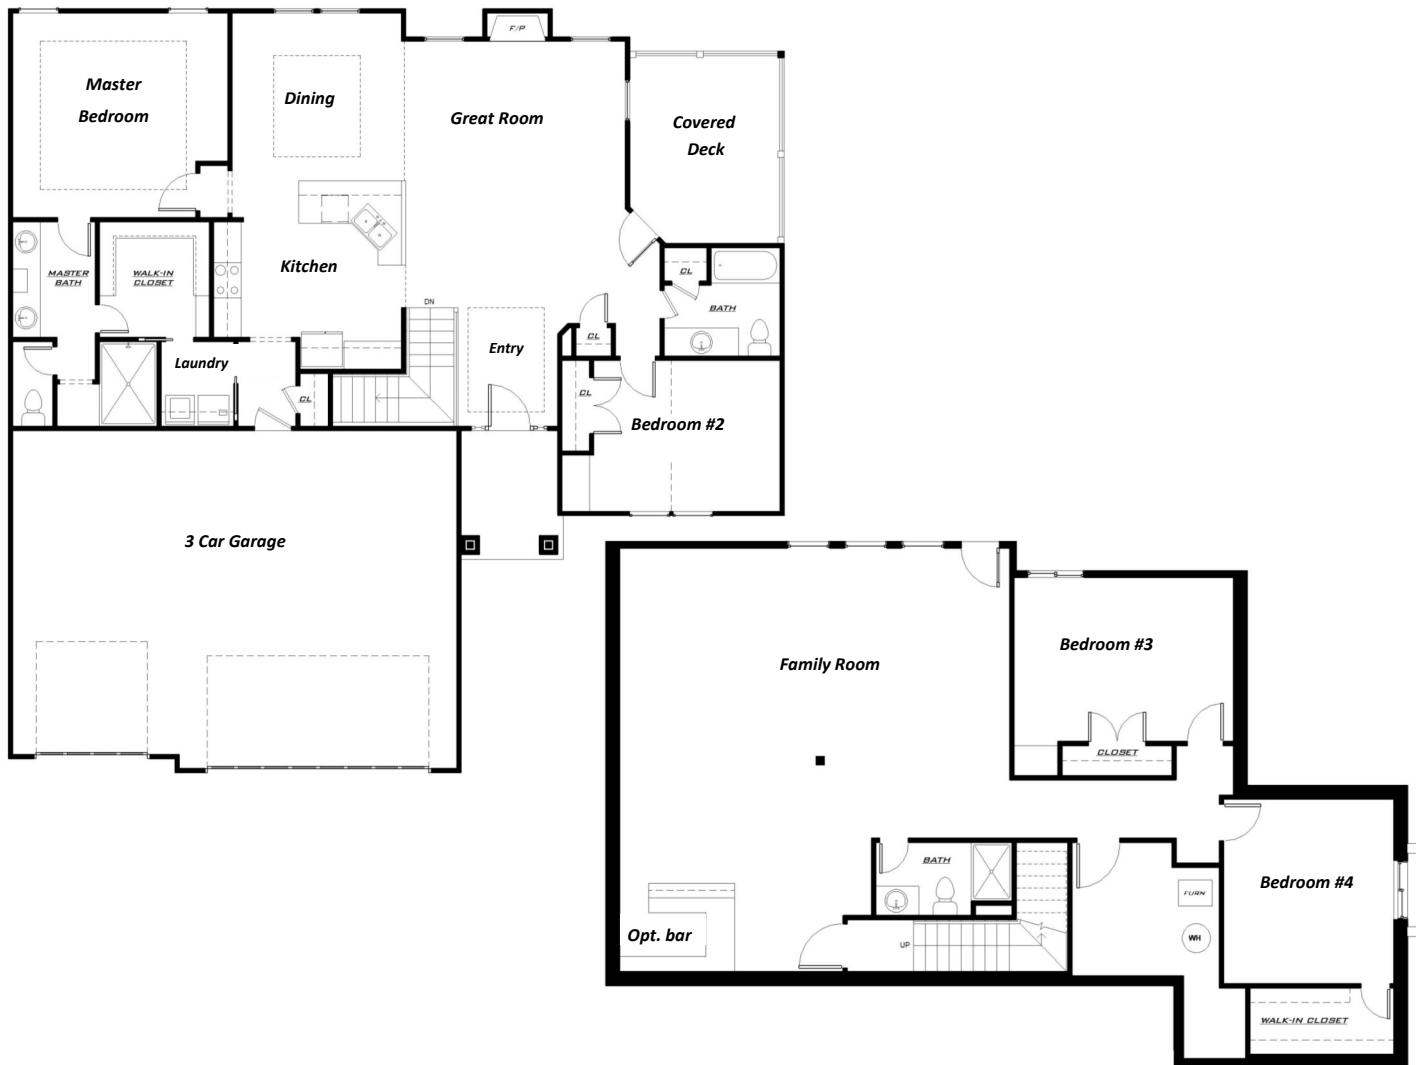 F/P
Master
Bedroom
Dining
Great Room
Covered
Deck
Kitchen
MASTER
BATH
WALK-IN
CLOSET
CL
BATH
DN
Entry
CL
Laundry
CL
CL
Bedroom #2
3 Car Garage
Family Room
Bedroom #3
CLOSET
BATH
FURN
Bedroom #4
Opt. bar
UP
WH
WALK-IN CLOSET